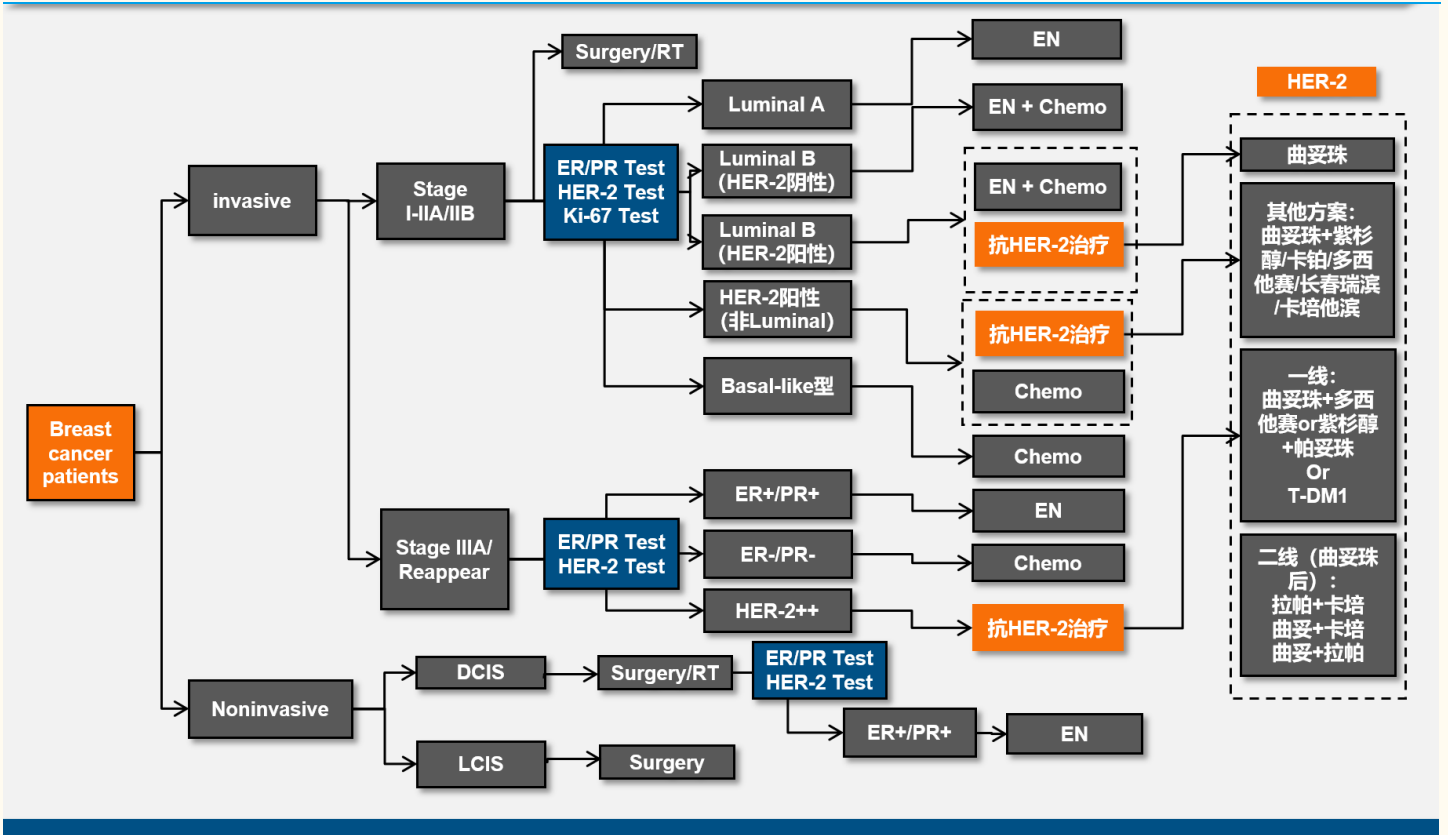 Breast
cancer
patients
invasive
Noninvasive
Stage
I-IIA/IIB
Stage IIIA/
Reappear
DCIS
LCIS
Surgery/RT
ER/PR Test
HER-2 Test
Ki-67 Test
Luminal A
Luminal B
（HER-2阴性）
Luminal B
（HER-2阳性）
HER-2阳性
（非Luminal）
Basal-like型
EN
EN + Chemo
EN + Chemo
抗HER-2治疗
抗HER-2治疗
Chemo
Chemo
ER/PR Test
HER-2 Test
ER+/PR+
ER-/PR-
HER-2++
EN
Chemo
抗HER-2治疗
Surgery/RT
ER/PR Test
HER-2 Test
ER+/PR+
EN
Surgery
HER-2
曲妥珠
其他方案：
曲妥珠+紫杉
醇/卡铂/多西
他赛/长春瑞滨
/卡培他滨
一线：
曲妥珠+多西
他赛or紫杉醇
+帕妥珠
Or
T-DM1
二线（曲妥珠
后）：
拉帕+卡培
曲妥+卡培
曲妥+拉帕